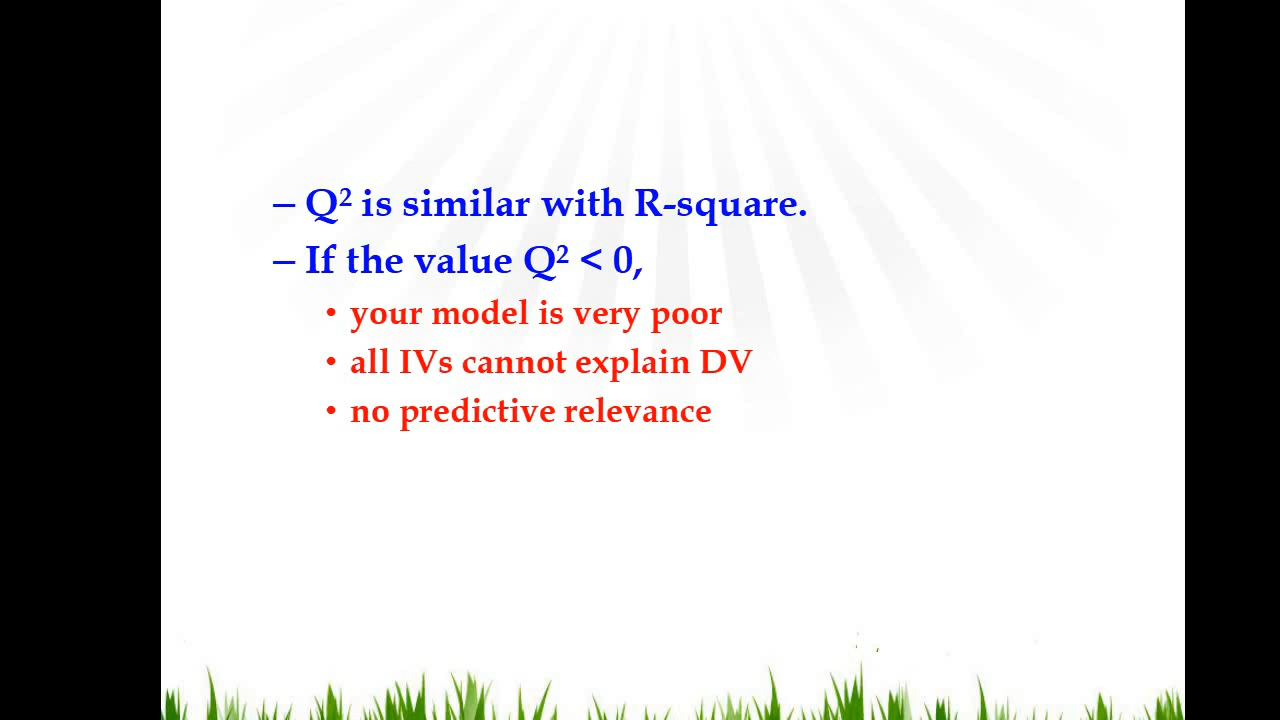 – Q² is similar with R-square.
– If the value Q² < 0,
• your model is very poor
• all IVs cannot explain DV
• no predictive relevance